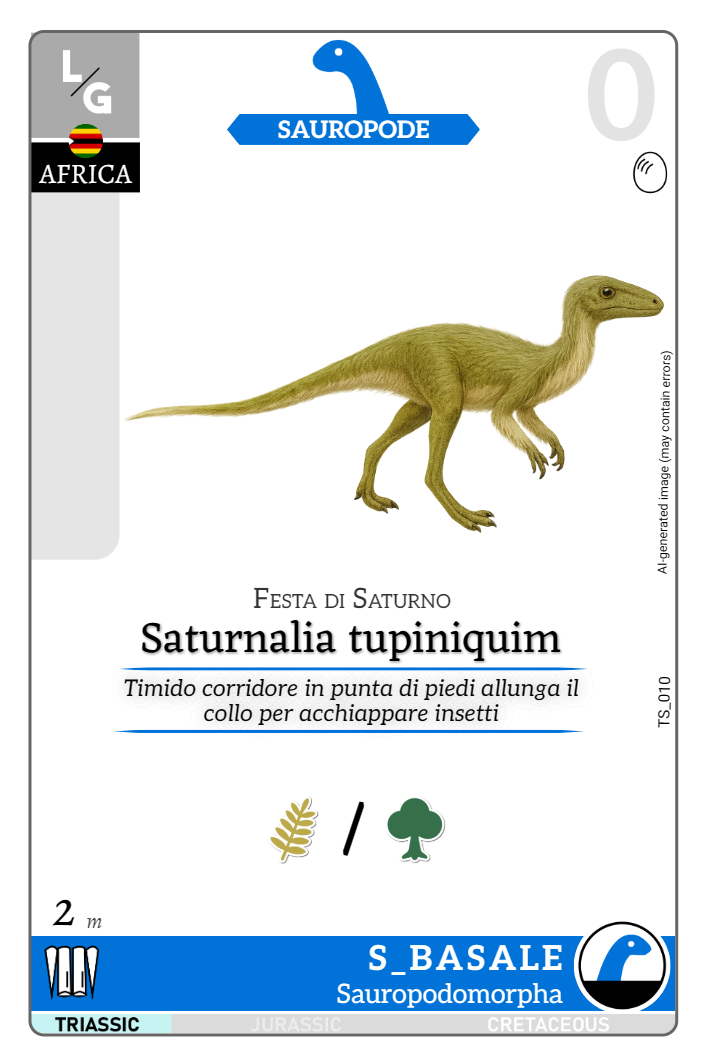 L/G
SAUROPODE
0
AFRICA
AI-generated image (may contain errors)
Festa di Saturno
Saturnalia tupiniquim
Timido corridore in punta di piedi allunga il
collo per acchiappare insetti
TS_010
/
2 m
S_BASALE
Sauropodomorpha
TRIASSIC JURASSIC CRETACEOUS